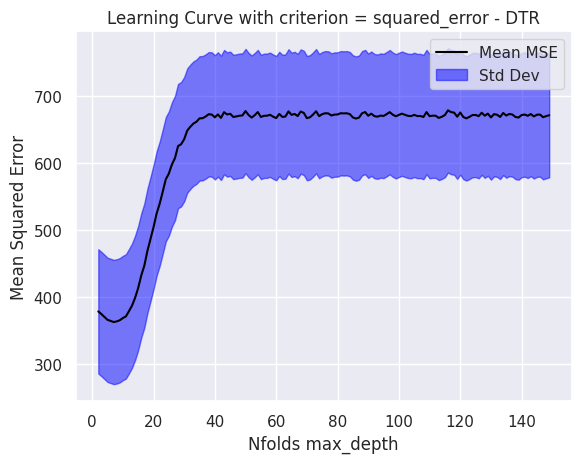 Learning Curve with criterion = squared_error - DTR
Mean MSE
Std Dev
Mean Squared Error
700
600
500
400
300
0
20
40
60
80
100
120
140
Nfolds max_depth